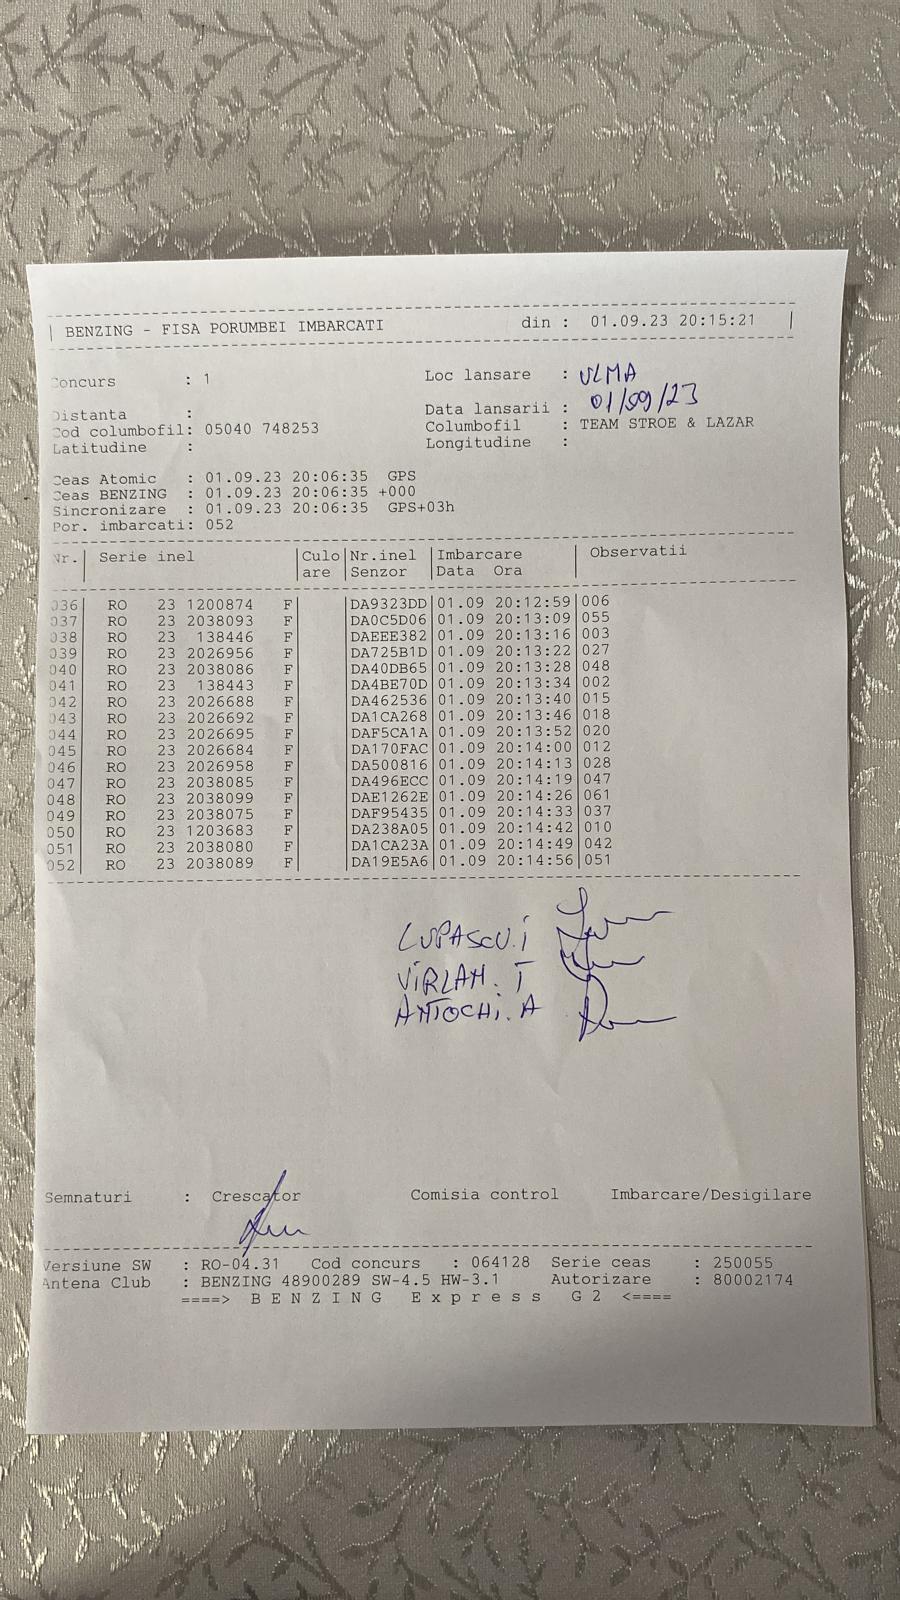 | BENZING - FISA PORUMBEI IMBARCATI din : 01.09.23 20:15:21 |
Concurs : 1 Loc lansare : ULMA
Distanta : Data lansarii : 01/09/23
Cod columbofil: 05040 748253 Columbofil : TEAM STROE & LAZAR
Latitudine : Longitudine :
Ceas Atomic : 01.09.23 20:06:35 GPS
Ceas BENZING : 01.09.23 20:06:35 +000
Sincronizare : 01.09.23 20:06:35 GPS+03h
Por. imbarcati: 052
Nr.| Serie inel |Culo|Nr.inel |Imbarcare | Observatii
|are |Senzor |Data Ora |
036| RO 23 1200874 F| |DA9323DD|01.09 20:12:59|006
037| RO 23 2038093 F| |DA0C5D06|01.09 20:13:09|055
038| RO 23 138446 F| |DAEEE382|01.09 20:13:16|003
039| RO 23 2026956 F| |DA725B1D|01.09 20:13:22|027
040| RO 23 2038086 F| |DA40DB65|01.09 20:13:28|048
041| RO 23 138443 F| |DA4BE70D|01.09 20:13:34|002
042| RO 23 2026688 F| |DA462536|01.09 20:13:40|015
043| RO 23 2026692 F| |DA1CA268|01.09 20:13:46|018
044| RO 23 2026695 F| |DAF5CA1A|01.09 20:13:52|020
045| RO 23 2026684 F| |DA170FAC|01.09 20:14:00|012
046| RO 23 2026958 F| |DA500816|01.09 20:14:13|028
047| RO 23 2038085 F| |DA496ECC|01.09 20:14:19|047
048| RO 23 2038099 F| |DAE1262E|01.09 20:14:26|061
049| RO 23 2038075 F| |DAF95435|01.09 20:14:33|037
050| RO 23 1203683 F| |DA238A05|01.09 20:14:42|010
051| RO 23 2038080 F| |DA1CA23A|01.09 20:14:49|042
052| RO 23 2038089 F| |DA19E5A6|01.09 20:14:56|051
LUPASCU.I
VIRLAN. I
ANTOCHI. A
Semnaturi : Crescator Comisia control Imbarcare/Desigilare
Versiune SW : RO-04.31 Cod concurs : 064128 Serie ceas : 250055
Antena Club : BENZING 48900289 SW-4.5 HW-3.1 Autorizare : 80002174
====> B E N Z I N G E x p r e s s G 2 <====